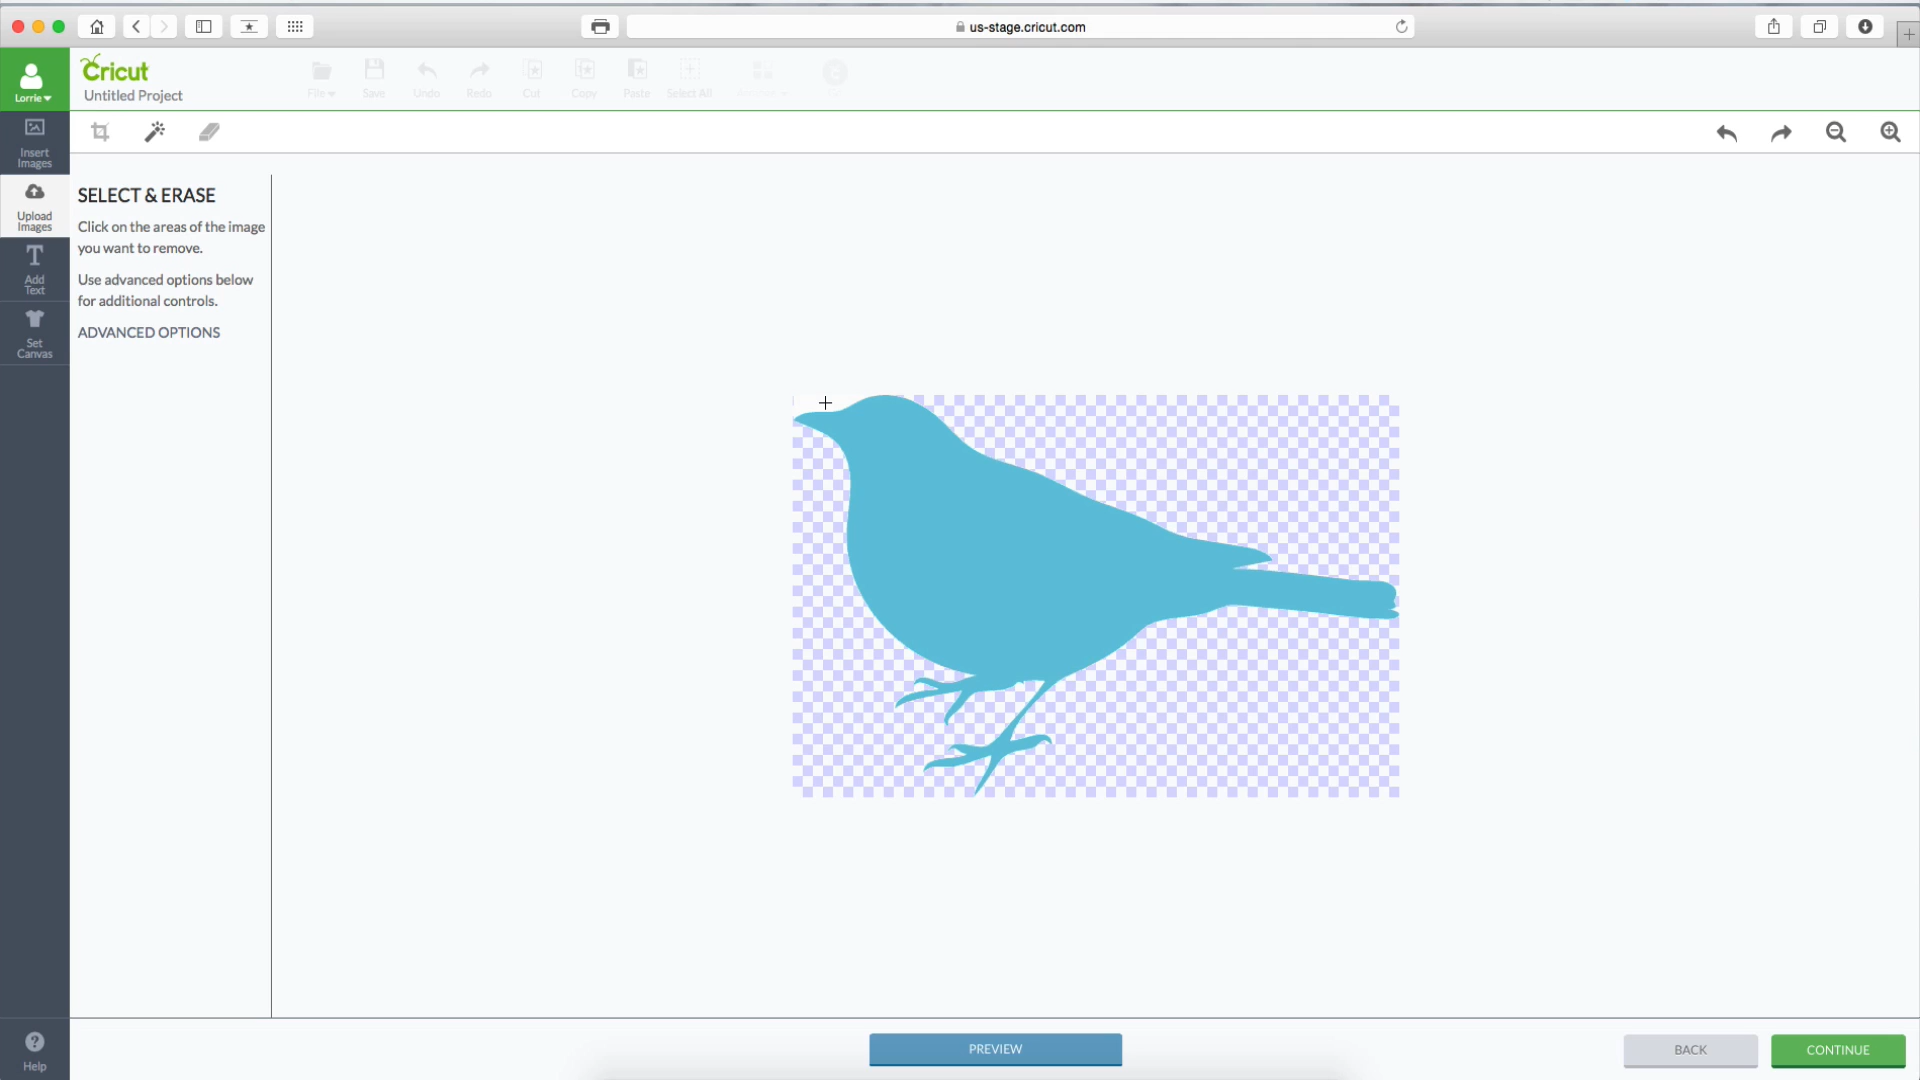 us-stage.cricut.com
Lorrie
Cricut
Untitled Project
File
Save
Undo
Redo
Cut
Copy
Paste
Select All
Insert
Images
Upload
Images
Add
Text
Set
Canvas
Help
SELECT & ERASE
Click on the areas of the image
you want to remove.
Use advanced options below
for additional controls.
ADVANCED OPTIONS
PREVIEW
BACK
CONTINUE